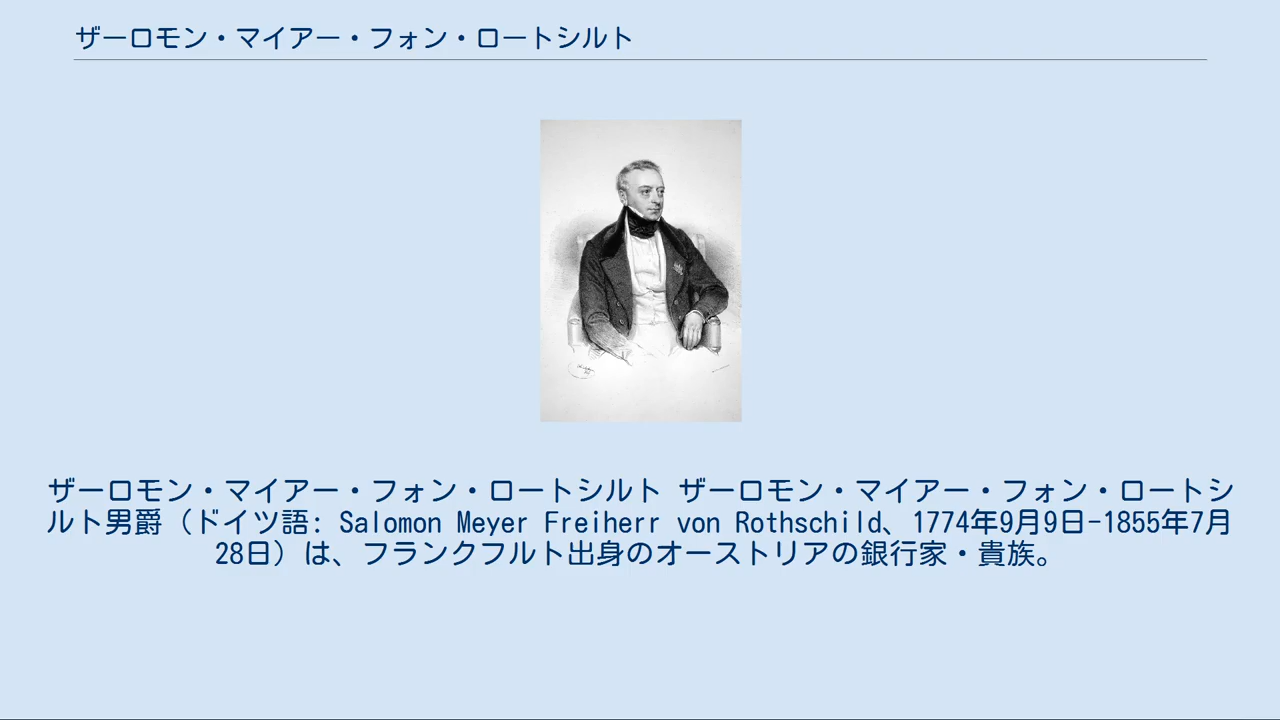 ザーロモン・マイアー・フォン・ロートシルト
ザーロモン・マイアー・フォン・ロートシルト ザーロモン・マイアー・フォン・ロートシ
ルト男爵（ドイツ語: Salomon Meyer Freiherr von Rothschild、1774年9月9日-1855年7月
28日）は、フランクフルト出身のオーストリアの銀行家・貴族。